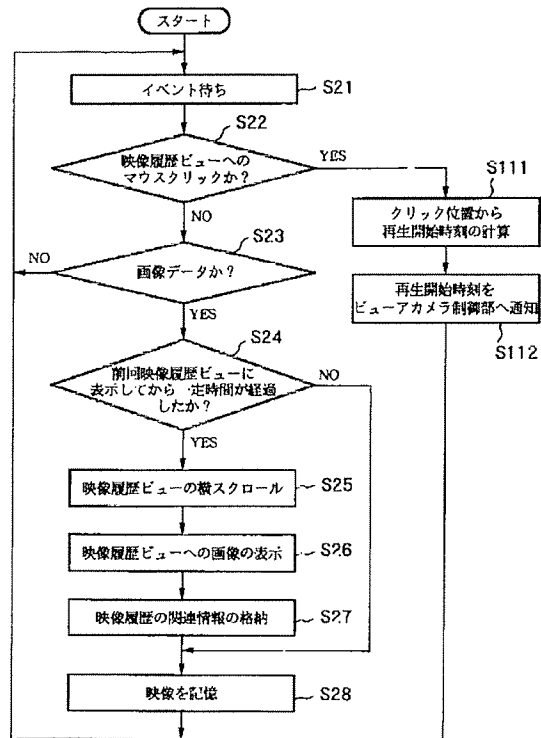 スタート
イベント待ち
S21
S22
映像履歴ビューへの
マウスクリックか?
YES
NO
S111
クリック位置から
再生開始時刻の計算
S23
画像データか?
NO
YES
再生開始時刻を
ビューアカメラ制御部へ通知
S112
S24
前回映像履歴ビューに
表示してから一定時間が経過
したか?
NO
YES
映像履歴ビューの横スクロール
S25
映像履歴ビューへの画像の表示
S26
映像履歴の関連情報の格納
S27
映像を記憶
S28